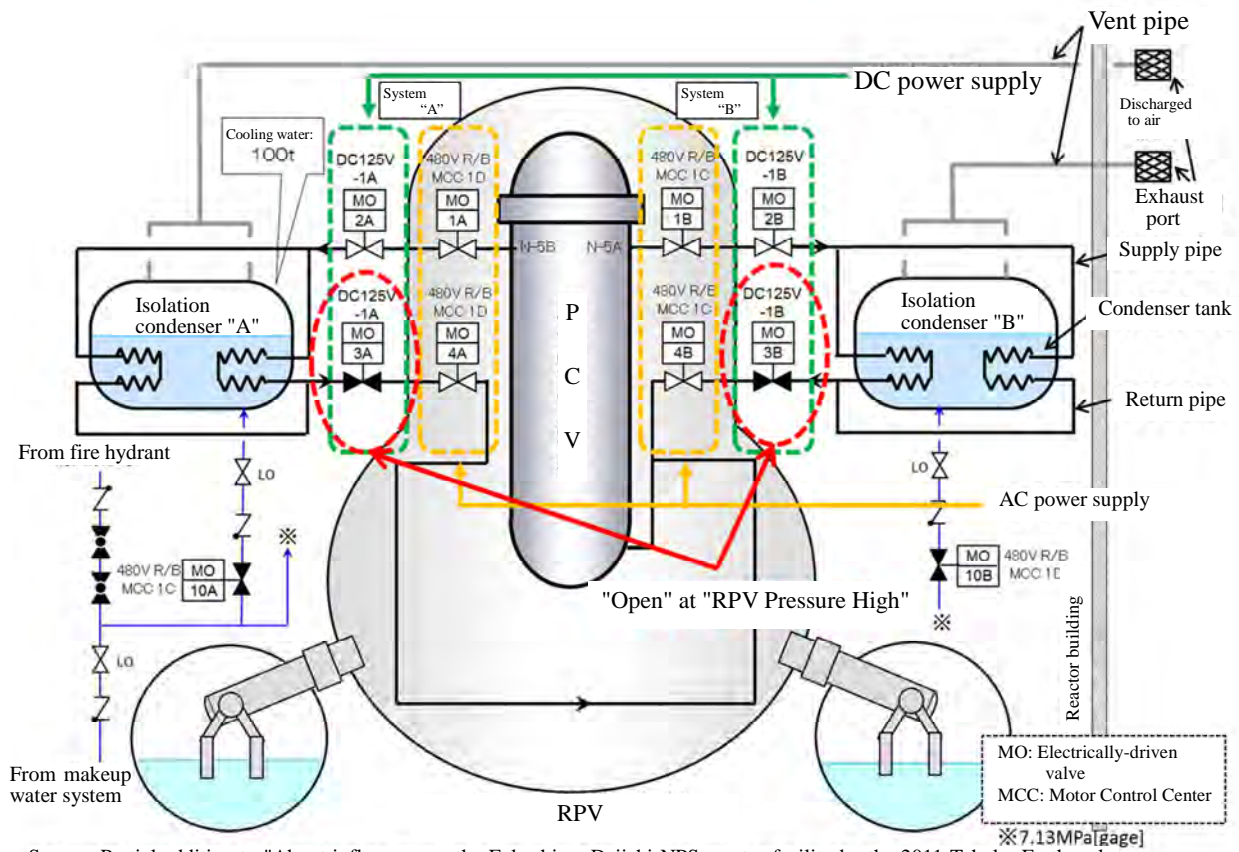 Vent pipe
DC power supply
System
“A”
System
“B”
Discharged
to air
Cooling water:
100t
DC125V
-1A
480V R/B
MCC 1D
480V R/B
MCC 1C
DC125V
-1B
MO
2A
MO
1A
MO
1B
MO
2B
Exhaust
port
N-5B
N-5A
Supply pipe
Isolation
condenser "A"
DC125V
-1A
480V R/B
MCC 1D
P
C
V
480V R/B
MCC 1C
DC125V
-1B
Isolation
condenser "B"
Condenser tank
MO
3A
MO
4A
MO
4B
MO
3B
Return pipe
From fire hydrant
LO
LO
AC power supply
※
480V R/B
MCC 1C
MO
10A
MO
10B
480V R/B
MCC 1D
"Open" at "RPV Pressure High"
※
LO
Reactor building
From makeup
water system
RPV
MO: Electrically-driven
valve
MCC: Motor Control Center
※7.13MPa[gage]